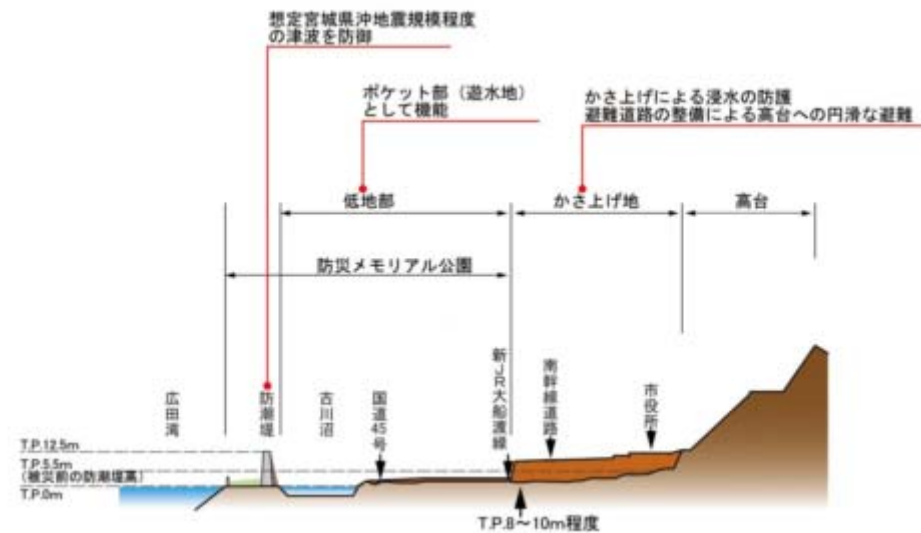 想定宮城県沖地震規模程度
の津波を防御
ポケット部（遊水地）
として機能
かさ上げによる浸水の防護
避難道路の整備による高台への円滑な避難
低地部
かさ上げ地
高台
防災メモリアル公園
広田湾
防潮堤
古川沼
国道45号
新JR大船渡線
南幹線道路
市役所
T.P.12.5m
T.P.5.5m
(被災前の防潮堤高)
T.P.0m
T.P.8～10m程度